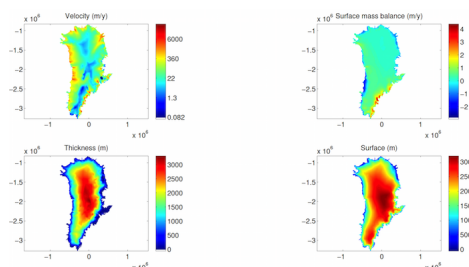 Velocity (m/y)
x 10⁶
−1
−1.5
−2
−2.5
−3
−1 0 1
x 10⁶
6000
360
22
1.3
0.082
Surface mass balance (m/y)
x 10⁶
−1
−1.5
−2
−2.5
−3
−1 0 1
x 10⁶
4
3
2
1
0
−1
−2
Thickness (m)
x 10⁶
−1
−1.5
−2
−2.5
−3
−1 0 1
3000
2500
2000
1500
1000
500
0
Surface (m)
x 10⁶
−1
−1.5
−2
−2.5
−3
−1 0 1